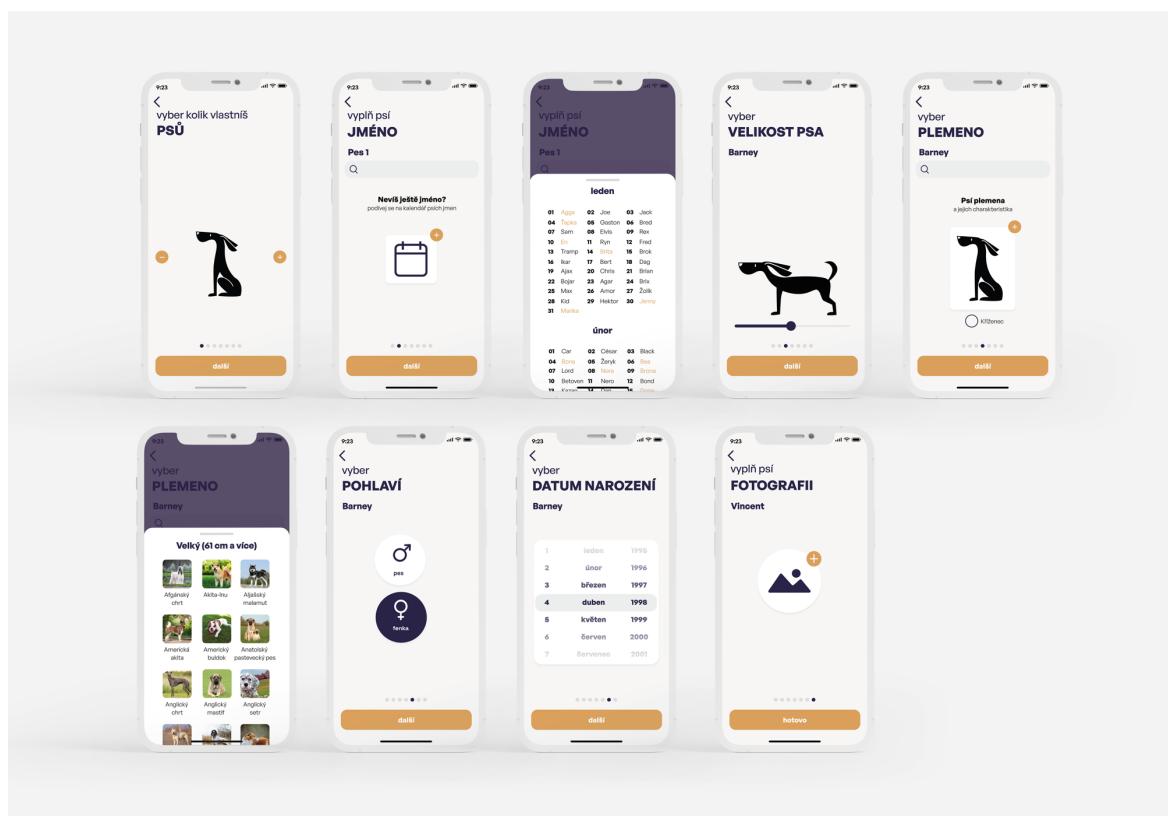 9:23
vyber kolik vlastníš
PSŮ
další
9:23
vyplň psí
JMÉNO
Pes 1
Nevíš ještě jméno?
podívej se na kalendář psích jmen
další
9:23
vyplň psí
JMÉNO
Pes 1
leden
01 Agga 02 Joe 03 Jack
04 Ťapka 05 Gaston 06 Bred
07 Sam 08 Elvis 09 Rex
10 En 11 Ryn 12 Fred
13 Tramp 14 Brita 15 Brok
16 Ikar 17 Bert 18 Dag
19 Ajax 20 Chris 21 Brian
22 Bojar 23 Agar 24 Brix
25 Max 26 Amor 27 Žolík
28 Kid 29 Hektor 30 Jenny
31 Marika
únor
01 Car 02 César 03 Black
04 Bona 05 Žeryk 06 Bea
07 Lord 08 Nora 09 Brona
10 Betoven 11 Nero 12 Bond
9:23
vyber
VELIKOST PSA
Barney
další
9:23
vyber
PLEMENO
Barney
Psí plemena
a jejich charakteristika
Kříženec
další
9:23
vyber
PLEMENO
Barney
Velký (61 cm a více)
Afgánský
chrt
Akita-Inu
Aljašský
malamut
Americká
akita
Americký
buldok
Anatolský
pastevecký pes
Anglický
chrt
Anglický
mastif
Anglický
setr
9:23
vyber
POHLAVÍ
Barney
pes
fenka
další
9:23
vyber
DATUM NAROZENÍ
Barney
1 leden 1995
2 únor 1996
3 březen 1997
4 duben 1998
5 květen 1999
6 červen 2000
7 červenec 2001
další
9:23
vyplň psí
FOTOGRAFII
Vincent
hotovo